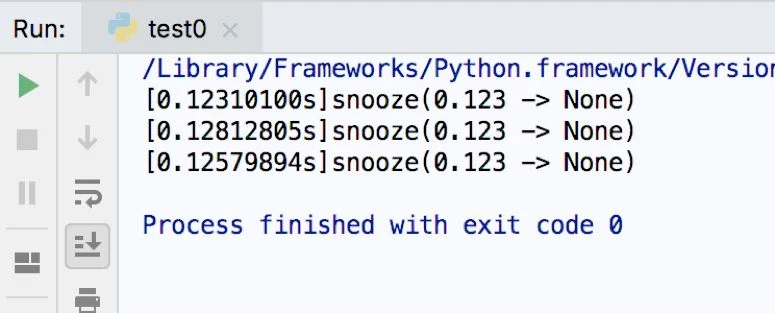 Run: test0
/Library/Frameworks/Python.framework/Version
[0.12310100s]snooze(0.123 -> None)
[0.12812805s]snooze(0.123 -> None)
[0.12579894s]snooze(0.123 -> None)
Process finished with exit code 0